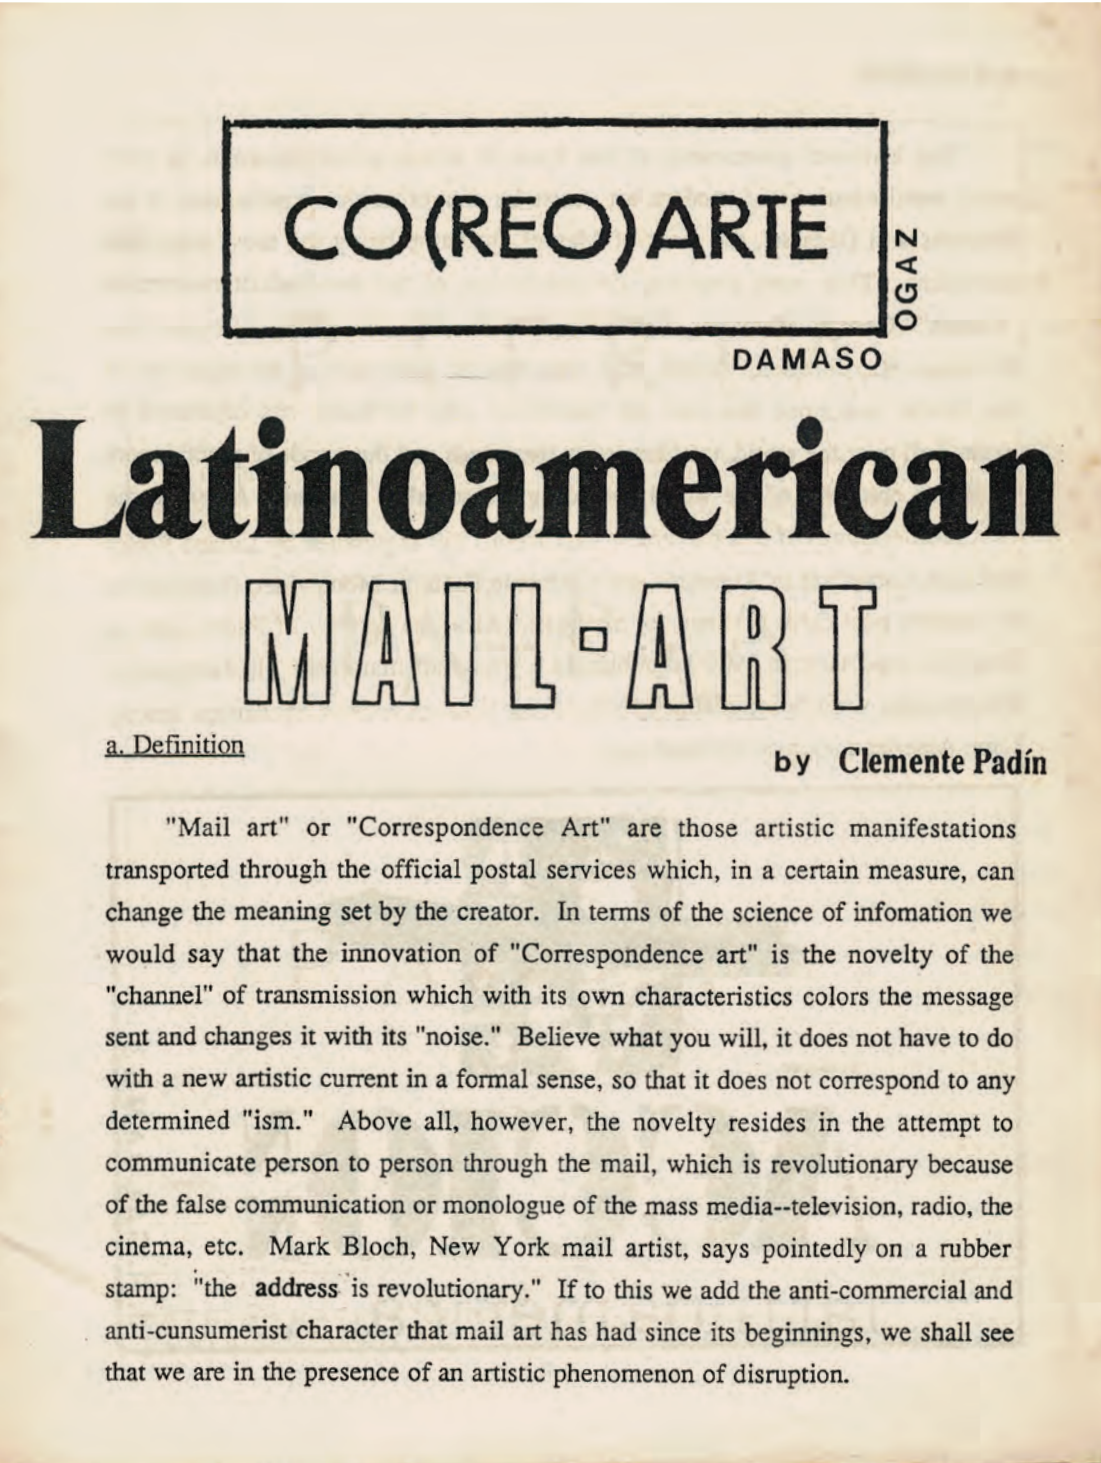 CO(REO)ARTE
OGAZ
DAMASO
Latinoamerican
MAIL-ART
a. Definition
by Clemente Padín
"Mail art" or "Correspondence Art" are those artistic manifestations
transported through the official postal services which, in a certain measure, can
change the meaning set by the creator. In terms of the science of infomation we
would say that the innovation of "Correspondence art" is the novelty of the
"channel" of transmission which with its own characteristics colors the message
sent and changes it with its "noise." Believe what you will, it does not have to do
with a new artistic current in a formal sense, so that it does not correspond to any
determined "ism." Above all, however, the novelty resides in the attempt to
communicate person to person through the mail, which is revolutionary because
of the false communication or monologue of the mass media--television, radio, the
cinema, etc. Mark Bloch, New York mail artist, says pointedly on a rubber
stamp: "the address is revolutionary." If to this we add the anti-commercial and
anti-cunsumerist character that mail art has had since its beginnings, we shall see
that we are in the presence of an artistic phenomenon of disruption.